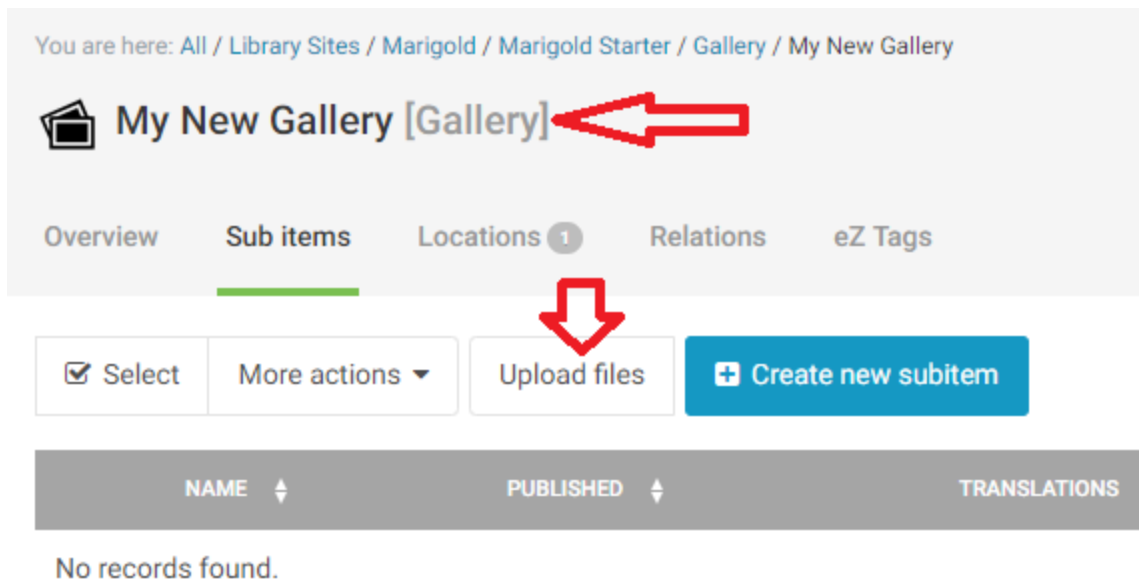 You are here: All / Library Sites / Marigold / Marigold Starter / Gallery / My New Gallery
My New Gallery [Gallery]
Overview Sub items Locations 1 Relations eZ Tags
Select More actions Upload files Create new subitem
NAME PUBLISHED TRANSLATIONS
No records found.